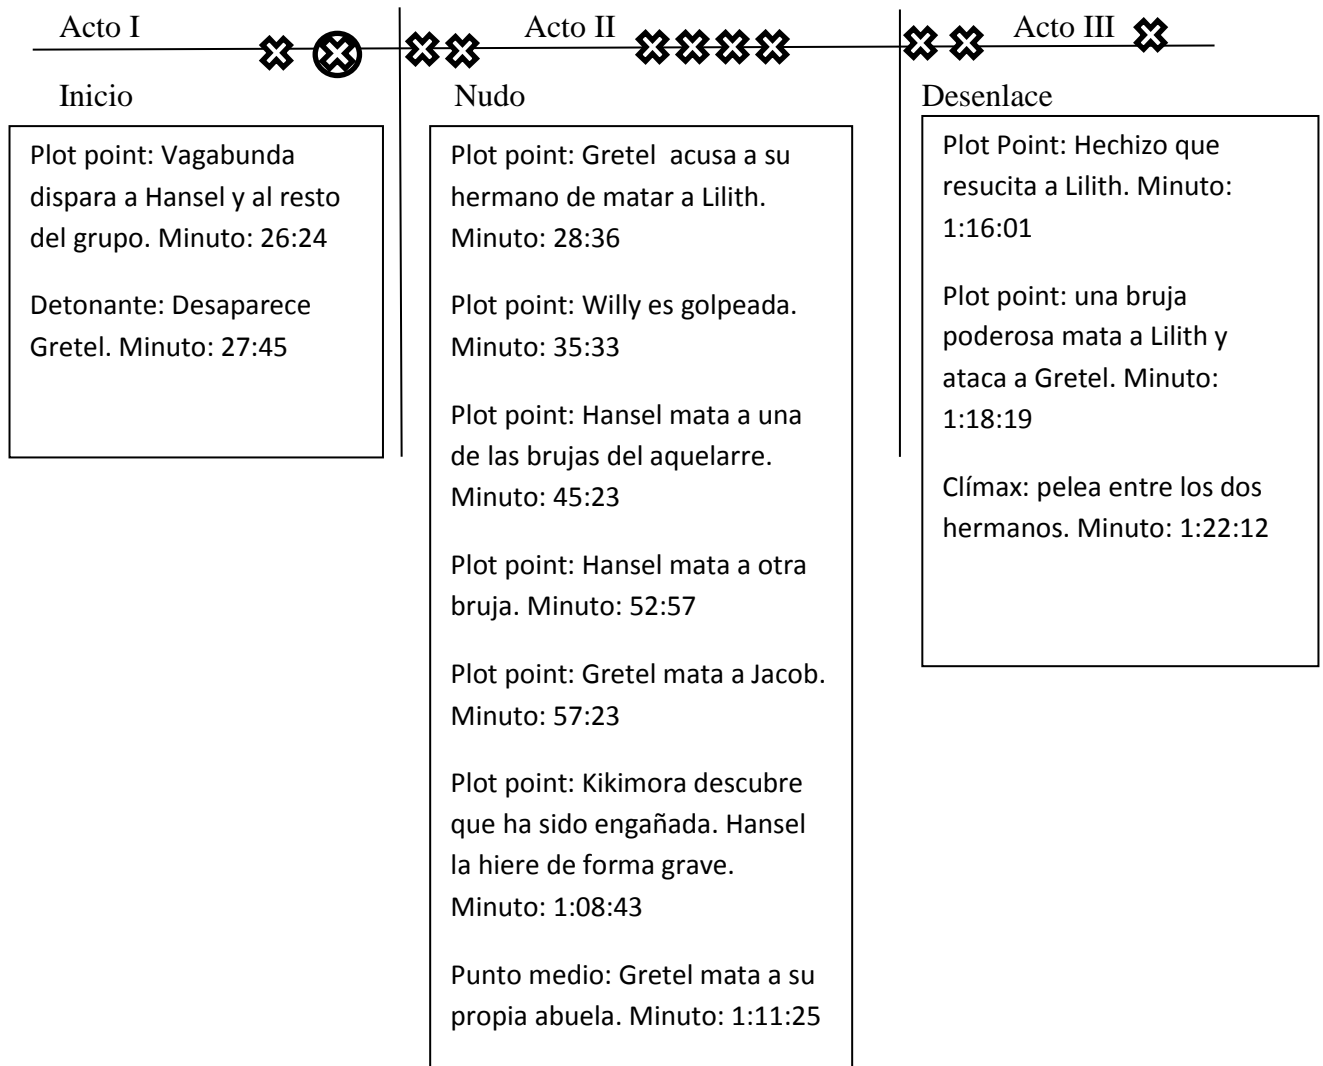 Acto I
Acto II
Acto III
Inicio
Nudo
Desenlace
Plot point: Vagabunda
dispara a Hansel y al resto
del grupo. Minuto: 26:24
Detonante: Desaparece
Gretel. Minuto: 27:45
Plot point: Gretel  acusa a su
hermano de matar a Lilith.
Minuto: 28:36
Plot point: Willy es golpeada.
Minuto: 35:33
Plot point: Hansel mata a una
de las brujas del aquelarre.
Minuto: 45:23
Plot point: Hansel mata a otra
bruja. Minuto: 52:57
Plot point: Gretel mata a Jacob.
Minuto: 57:23
Plot point: Kikimora descubre
que ha sido engañada. Hansel
la hiere de forma grave.
Minuto: 1:08:43
Punto medio: Gretel mata a su
propia abuela. Minuto: 1:11:25
Plot Point: Hechizo que
resucita a Lilith. Minuto:
1:16:01
Plot point: una bruja
poderosa mata a Lilith y
ataca a Gretel. Minuto:
1:18:19
Clímax: pelea entre los dos
hermanos. Minuto: 1:22:12